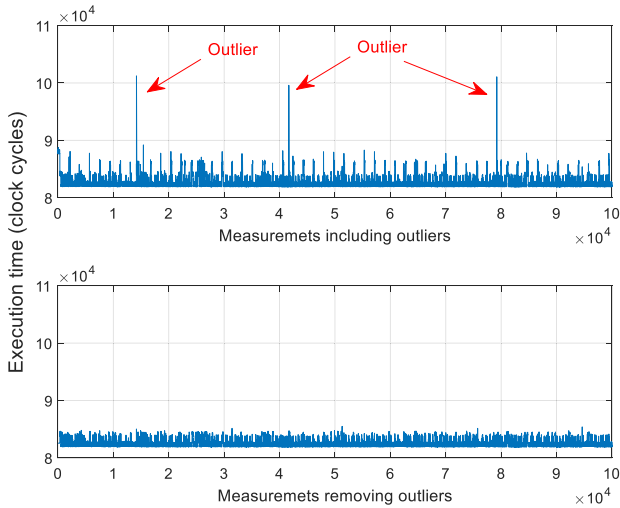 ×10⁴
11
Outlier
Outlier
10
9
8
0 1 2 3 4 5 6 7 8 9 10
Measuremets including outliers
×10⁴
Execution time (clock cycles)
×10⁴
11
10
9
8
0 1 2 3 4 5 6 7 8 9 10
Measuremets removing outliers
×10⁴